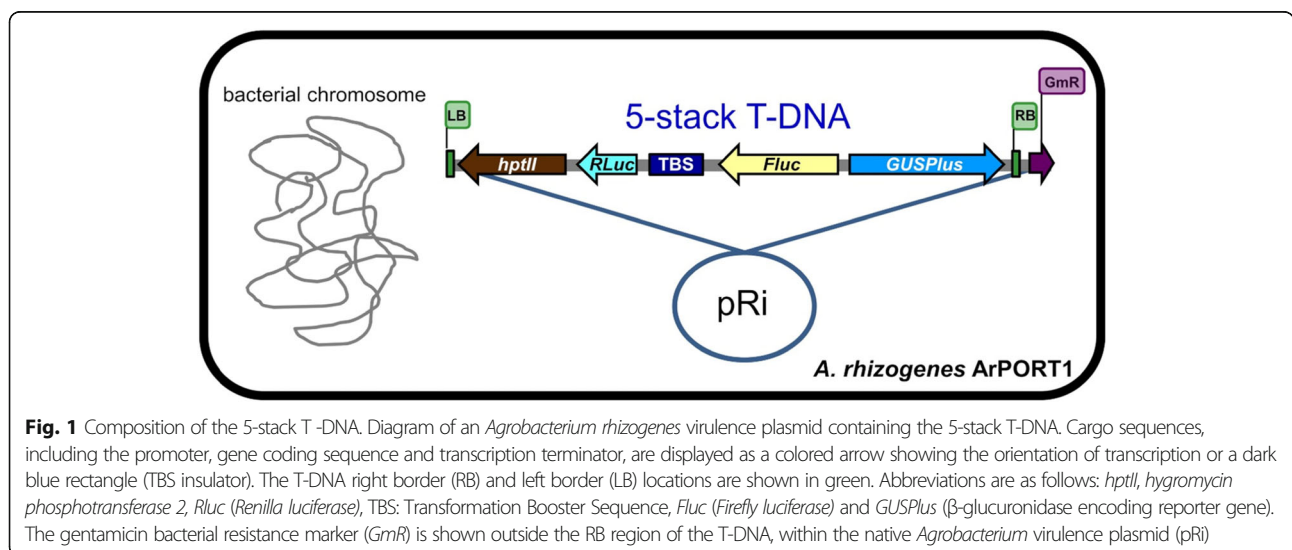 bacterial chromosome
LB
5-stack T-DNA
RB
GmR
hptII
RLuc
TBS
Fluc
GUSPlus
pRi
A. rhizogenes ArPORT1
Fig. 1 Composition of the 5-stack T -DNA. Diagram of an Agrobacterium rhizogenes virulence plasmid containing the 5-stack T-DNA. Cargo sequences,
including the promoter, gene coding sequence and transcription terminator, are displayed as a colored arrow showing the orientation of transcription or a dark
blue rectangle (TBS insulator). The T-DNA right border (RB) and left border (LB) locations are shown in green. Abbreviations are as follows: hptII, hygromycin
phosphotransferase 2, Rluc (Renilla luciferase), TBS: Transformation Booster Sequence, Fluc (Firefly luciferase) and GUSPlus (β-glucuronidase encoding reporter gene).
The gentamicin bacterial resistance marker (GmR) is shown outside the RB region of the T-DNA, within the native Agrobacterium virulence plasmid (pRi)